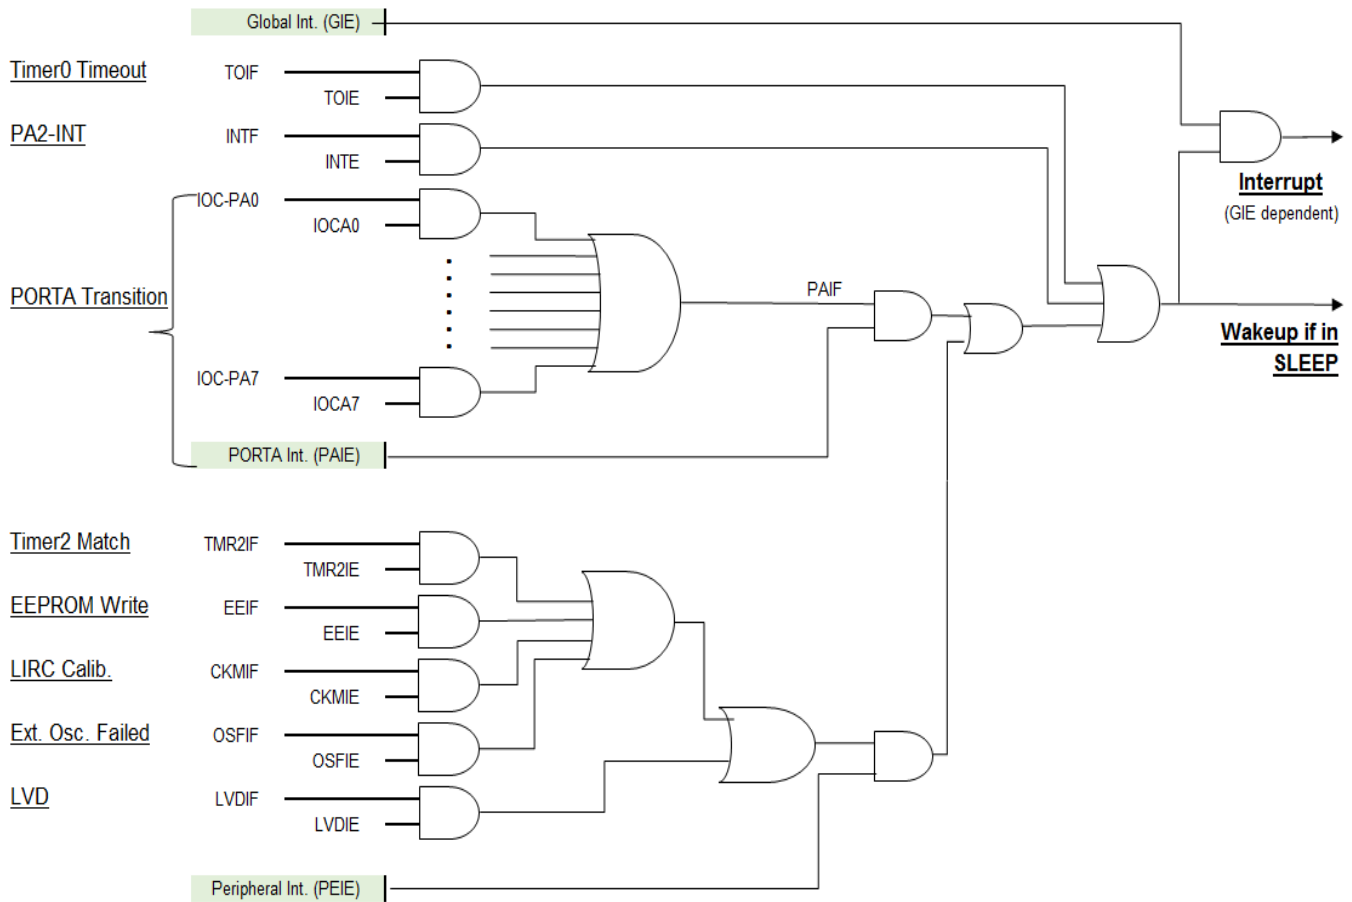 Global Int. (GIE)
Timer0 Timeout
TOIF
TOIE
PA2-INT
INTF
INTE
IOC-PA0
IOCA0
PORTA Transition
PAIF
IOC-PA7
IOCA7
PORTA Int. (PAIE)
Interrupt
(GIE dependent)
Wakeup if in
SLEEP
Timer2 Match
TMR2IF
TMR2IE
EEPROM Write
EEIF
EEIE
LIRC Calib.
CKMIF
CKMIE
Ext. Osc. Failed
OSFIF
OSFIE
LVD
LVDIF
LVDIE
Peripheral Int. (PEIE)